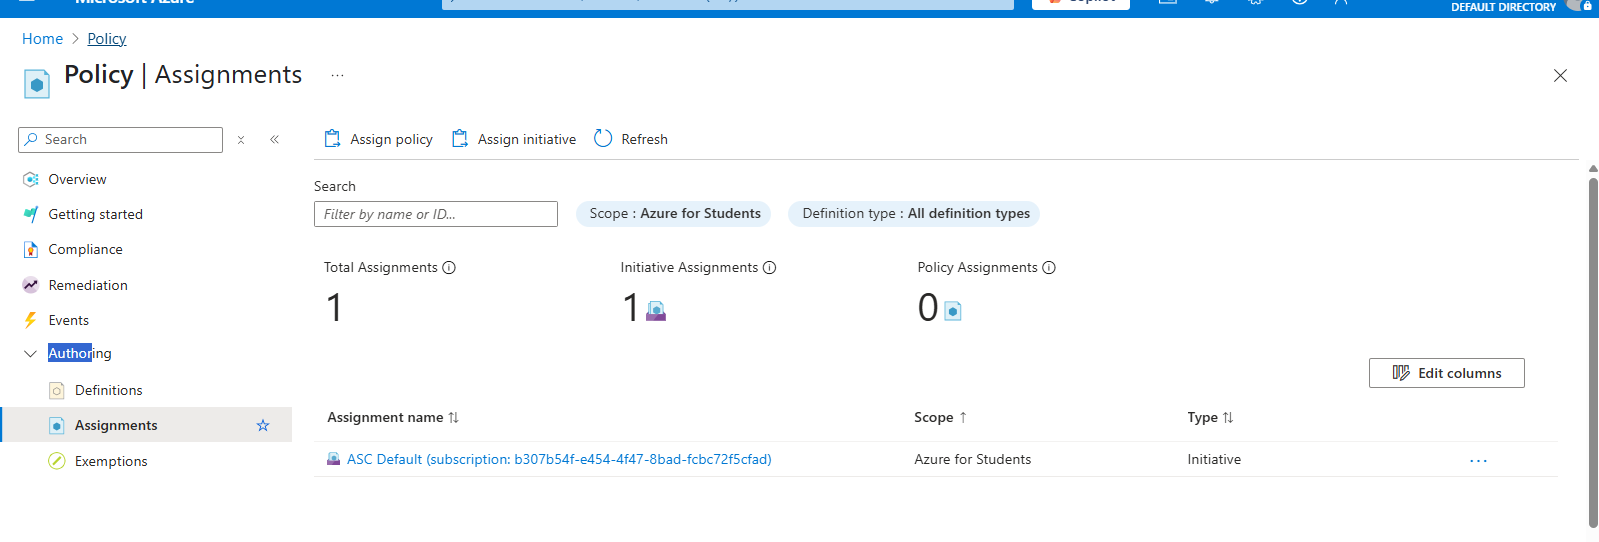 Microsoft Azure
Copilot
DEFAULT DIRECTORY
Home > Policy
Policy | Assignments ...
Search
Assign policy Assign initiative Refresh
Overview
Getting started
Compliance
Remediation
Events
Authoring
Definitions
Assignments
Exemptions
Search
Filter by name or ID...
Scope : Azure for Students
Definition type : All definition types
Total Assignments Initiative Assignments Policy Assignments
1 1 0
Edit columns
Assignment name Scope Type
ASC Default (subscription: b307b54f-e454-4f47-8bad-fcbc72f5cfad) Azure for Students Initiative ...